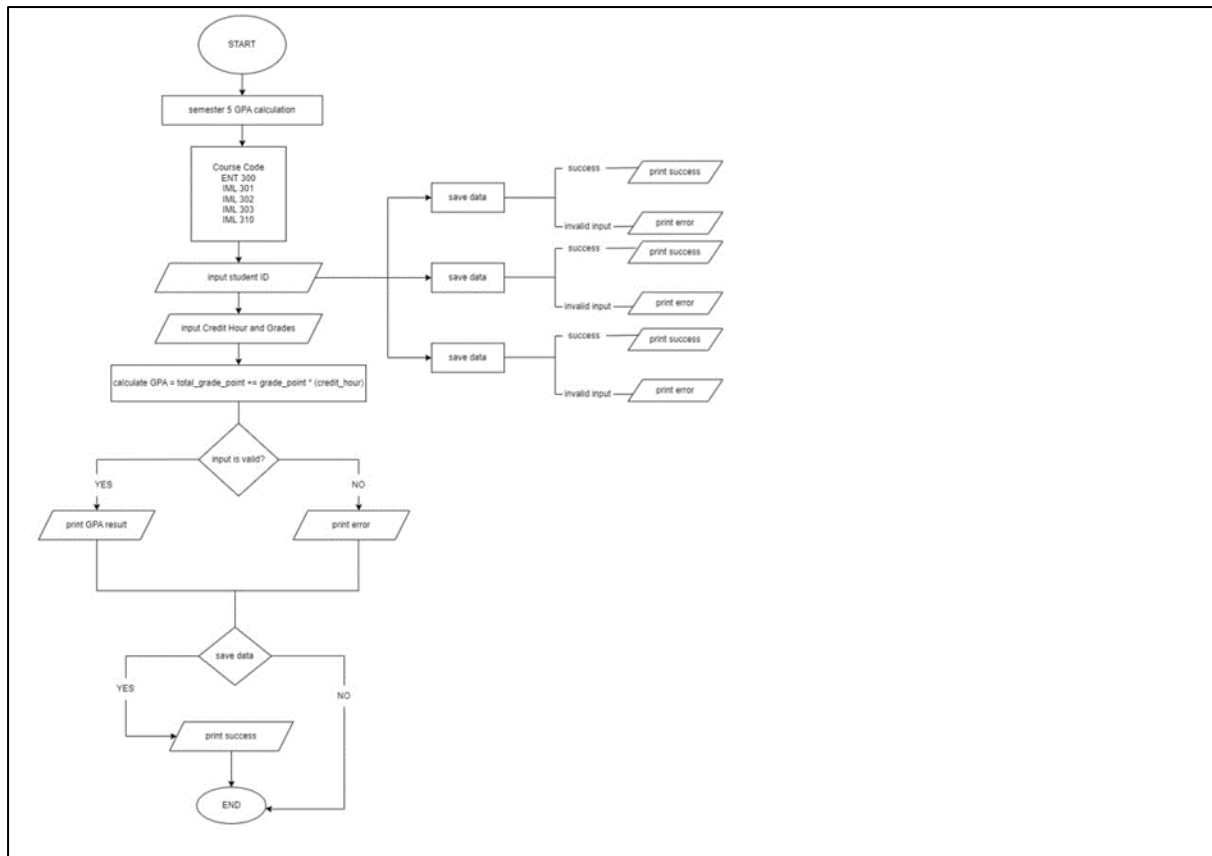 START
semester 5 GPA calculation
Course Code
ENT 300
IML 301
IML 302
IML 303
IML 310
input student ID
input Credit Hour and Grades
calculate GPA = total_grade_point += grade_point * (credit_hour)
input is valid?
YES
NO
print GPA result
print error
save data
YES
NO
print success
END
save data
success
print success
invalid input
print error
save data
success
print success
invalid input
print error
save data
success
print success
invalid input
print error